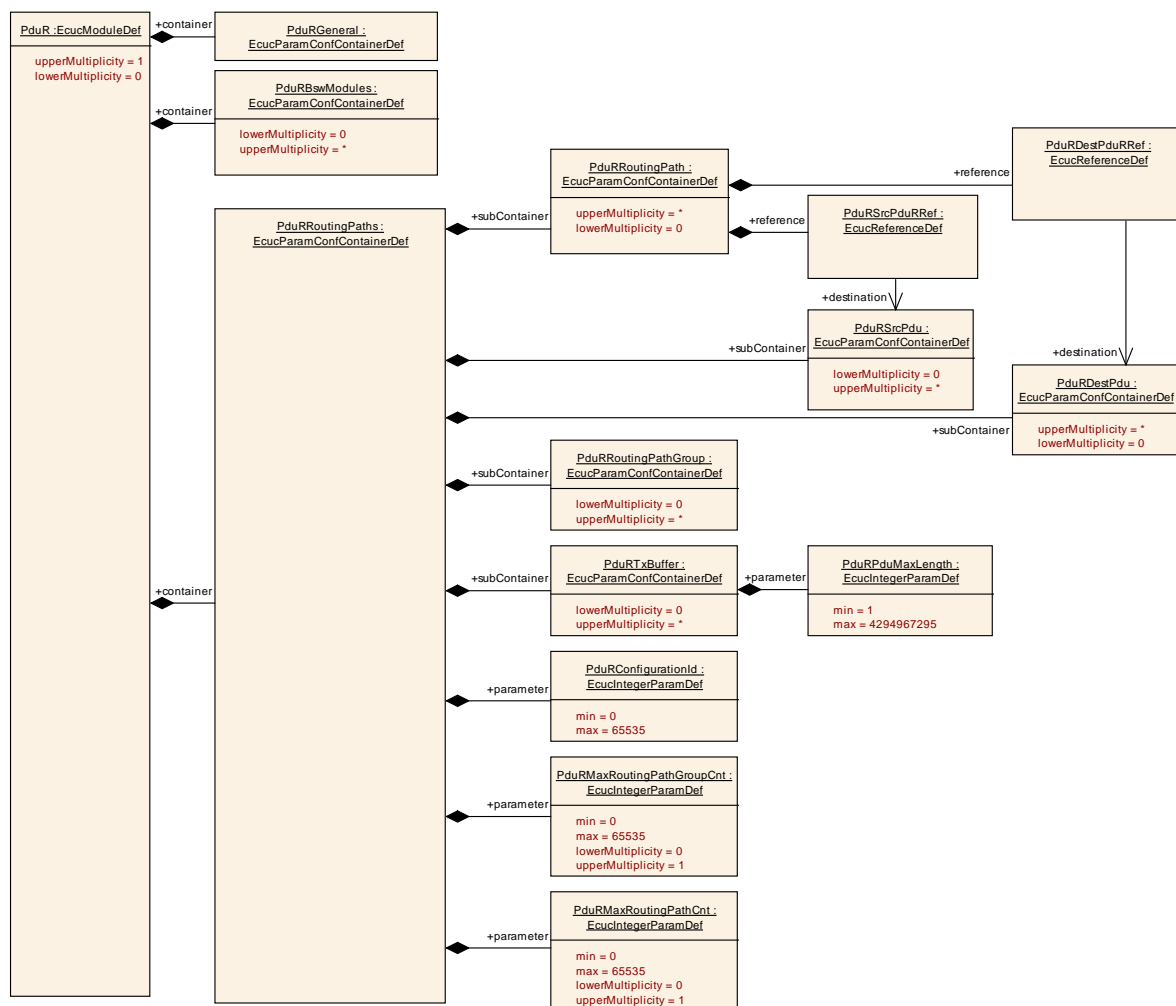 PduR :EcucModuleDef
upperMultiplicity = 1
lowerMultiplicity = 0
+container
PduRGeneral :
EcucParamConfContainerDef
+container
PduRBswModules :
EcucParamConfContainerDef
lowerMultiplicity = 0
upperMultiplicity = *
+container
PduRRoutingPaths:
EcucParamConfContainerDef
+subContainer
PduRRoutingPath :
EcucParamConfContainerDef
upperMultiplicity = *
lowerMultiplicity = 0
+reference
PduRDestPduRRef :
EcucReferenceDef
+reference
PduRSrcPduRRef :
EcucReferenceDef
+destination
+subContainer
PduRSrcPdu :
EcucParamConfContainerDef
lowerMultiplicity = 0
upperMultiplicity = *
+destination
PduRDestPdu :
EcucParamConfContainerDef
+subContainer
upperMultiplicity = *
lowerMultiplicity = 0
+subContainer
PduRRoutingPathGroup :
EcucParamConfContainerDef
lowerMultiplicity = 0
upperMultiplicity = *
+subContainer
PduRTxBuffer :
EcucParamConfContainerDef
lowerMultiplicity = 0
upperMultiplicity = *
+parameter
PduRPduMaxLength :
EcucIntegerParamDef
min = 1
max = 4294967295
+parameter
PduRConfigurationId :
EcucIntegerParamDef
min = 0
max = 65535
+parameter
PduRMaxRoutingPathGroupCnt :
EcucIntegerParamDef
min = 0
max = 65535
lowerMultiplicity = 0
upperMultiplicity = 1
+parameter
PduRMaxRoutingPathCnt :
EcucIntegerParamDef
min = 0
max = 65535
lowerMultiplicity = 0
upperMultiplicity = 1